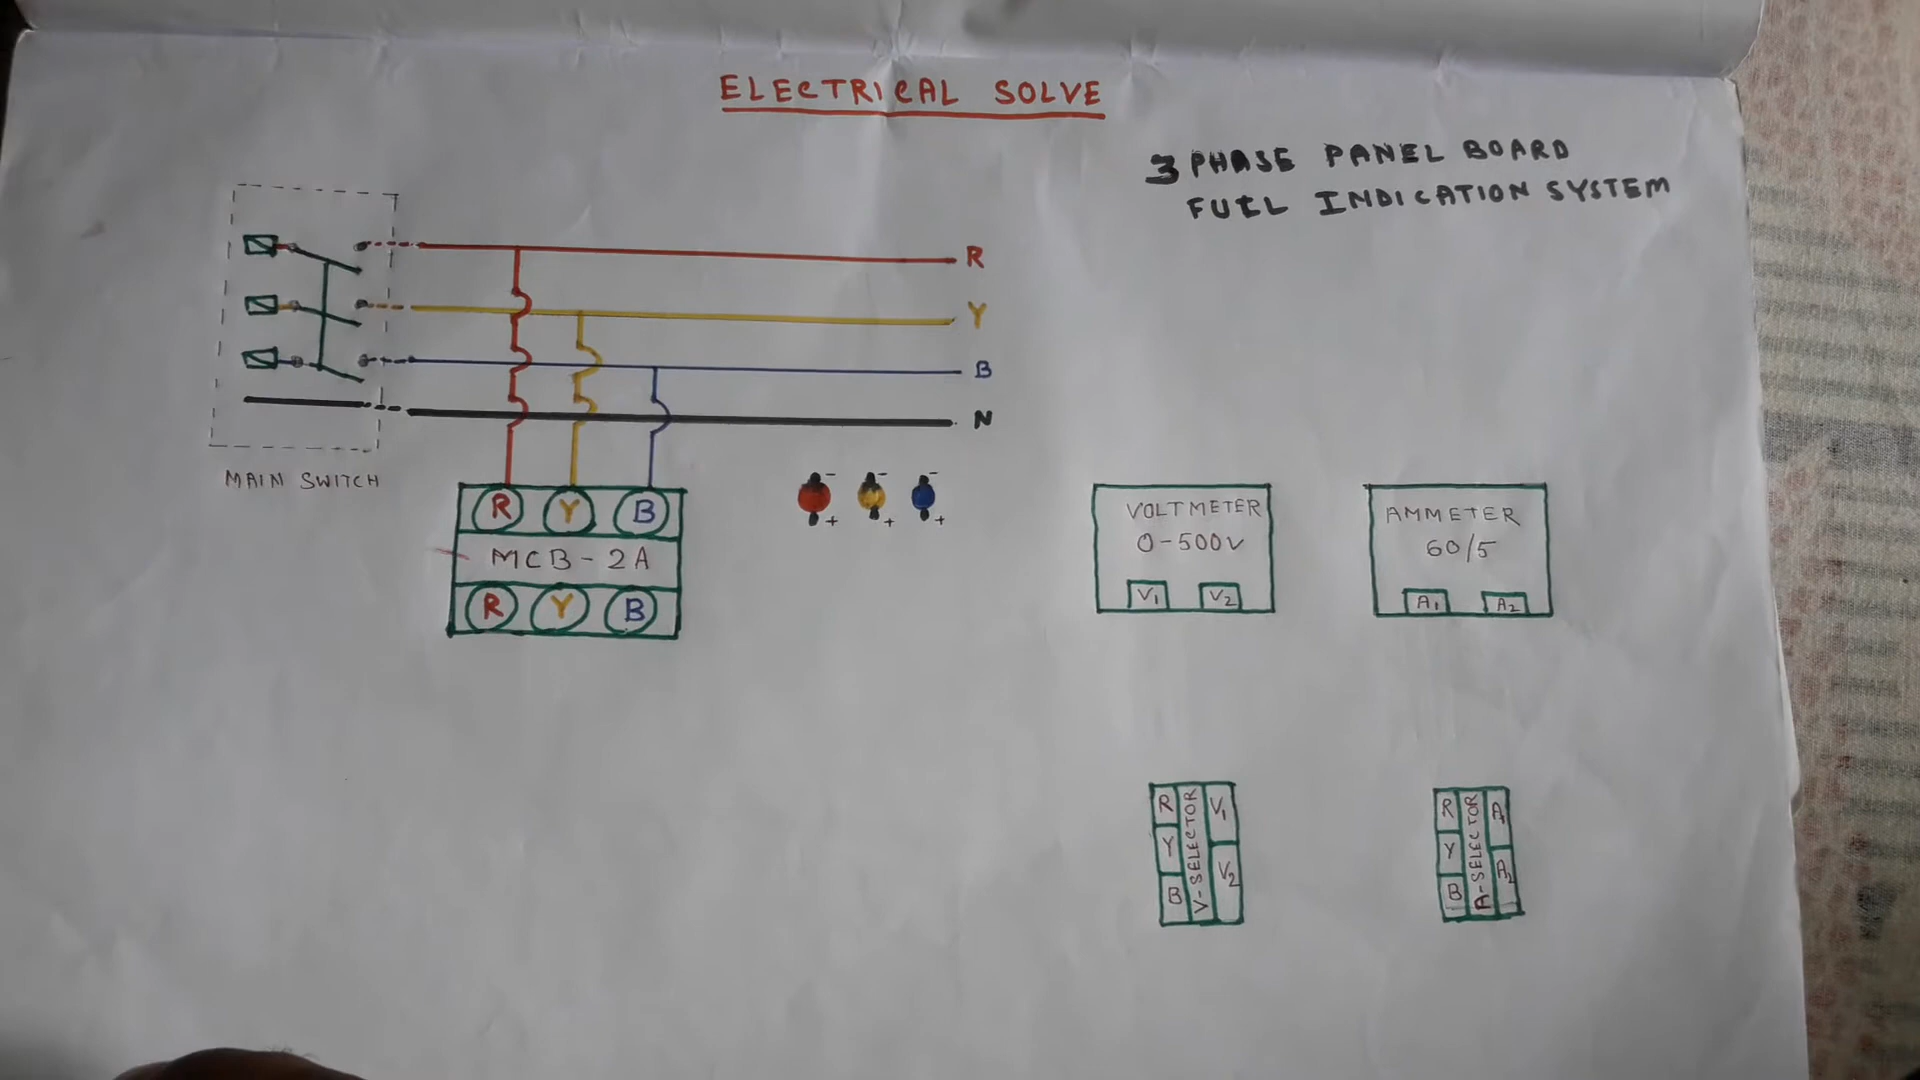 ELECTRICAL SOLVE
3 PHASE PANEL BOARD
FULL INDICATION SYSTEM
R
Y
B
N
MAIN SWITCH
R Y B
MCB-2A
R Y B
- - -
+ + +
VOLTMETER
0-500V
V1 V2
AMMETER
60/5
A1 A2
R
Y
B
V-SELECTOR
V1
V2
R
Y
B
A-SELECTOR
A1
A2